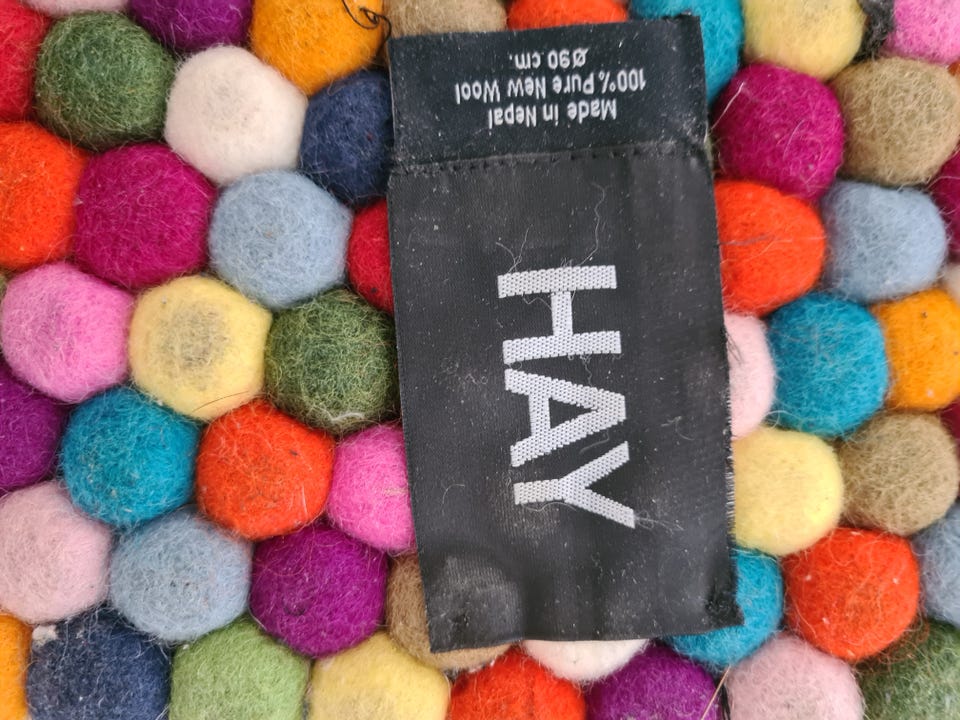 Made in Nepal
100% Pure New Wool
Ø90 cm.
HAY